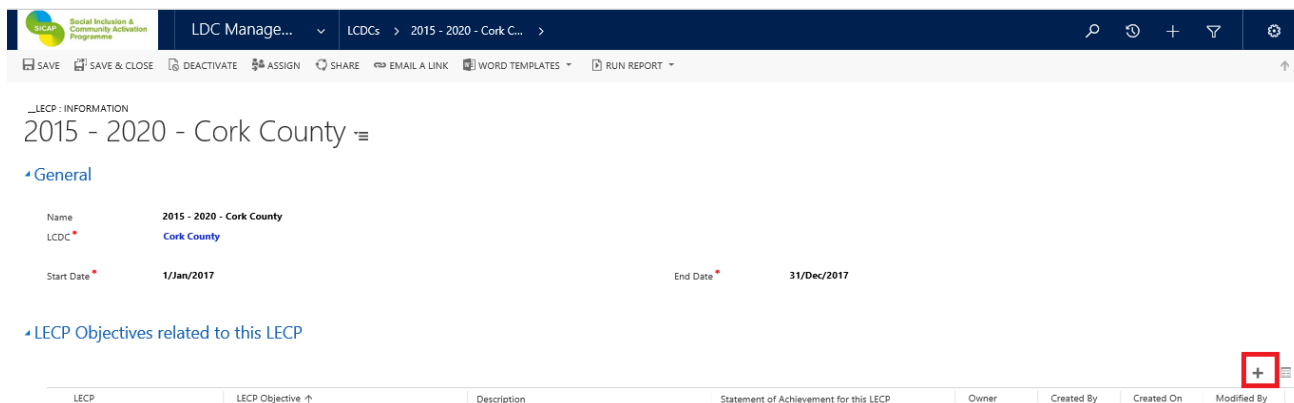 SICAP Social Inclusion & Community Activation Programme
LDC Manage... LCDCs > 2015 - 2020 - Cork C... >
SAVE SAVE & CLOSE DEACTIVATE ASSIGN SHARE EMAIL A LINK WORD TEMPLATES RUN REPORT
__LECP : INFORMATION
2015 - 2020 - Cork County
General
Name 2015 - 2020 - Cork County
LCDC * Cork County
Start Date * 1/Jan/2017 End Date * 31/Dec/2017
LECP Objectives related to this LECP
+
LECP LECP Objective ↑ Description Statement of Achievement for this LECP Owner Created By Created On Modified By